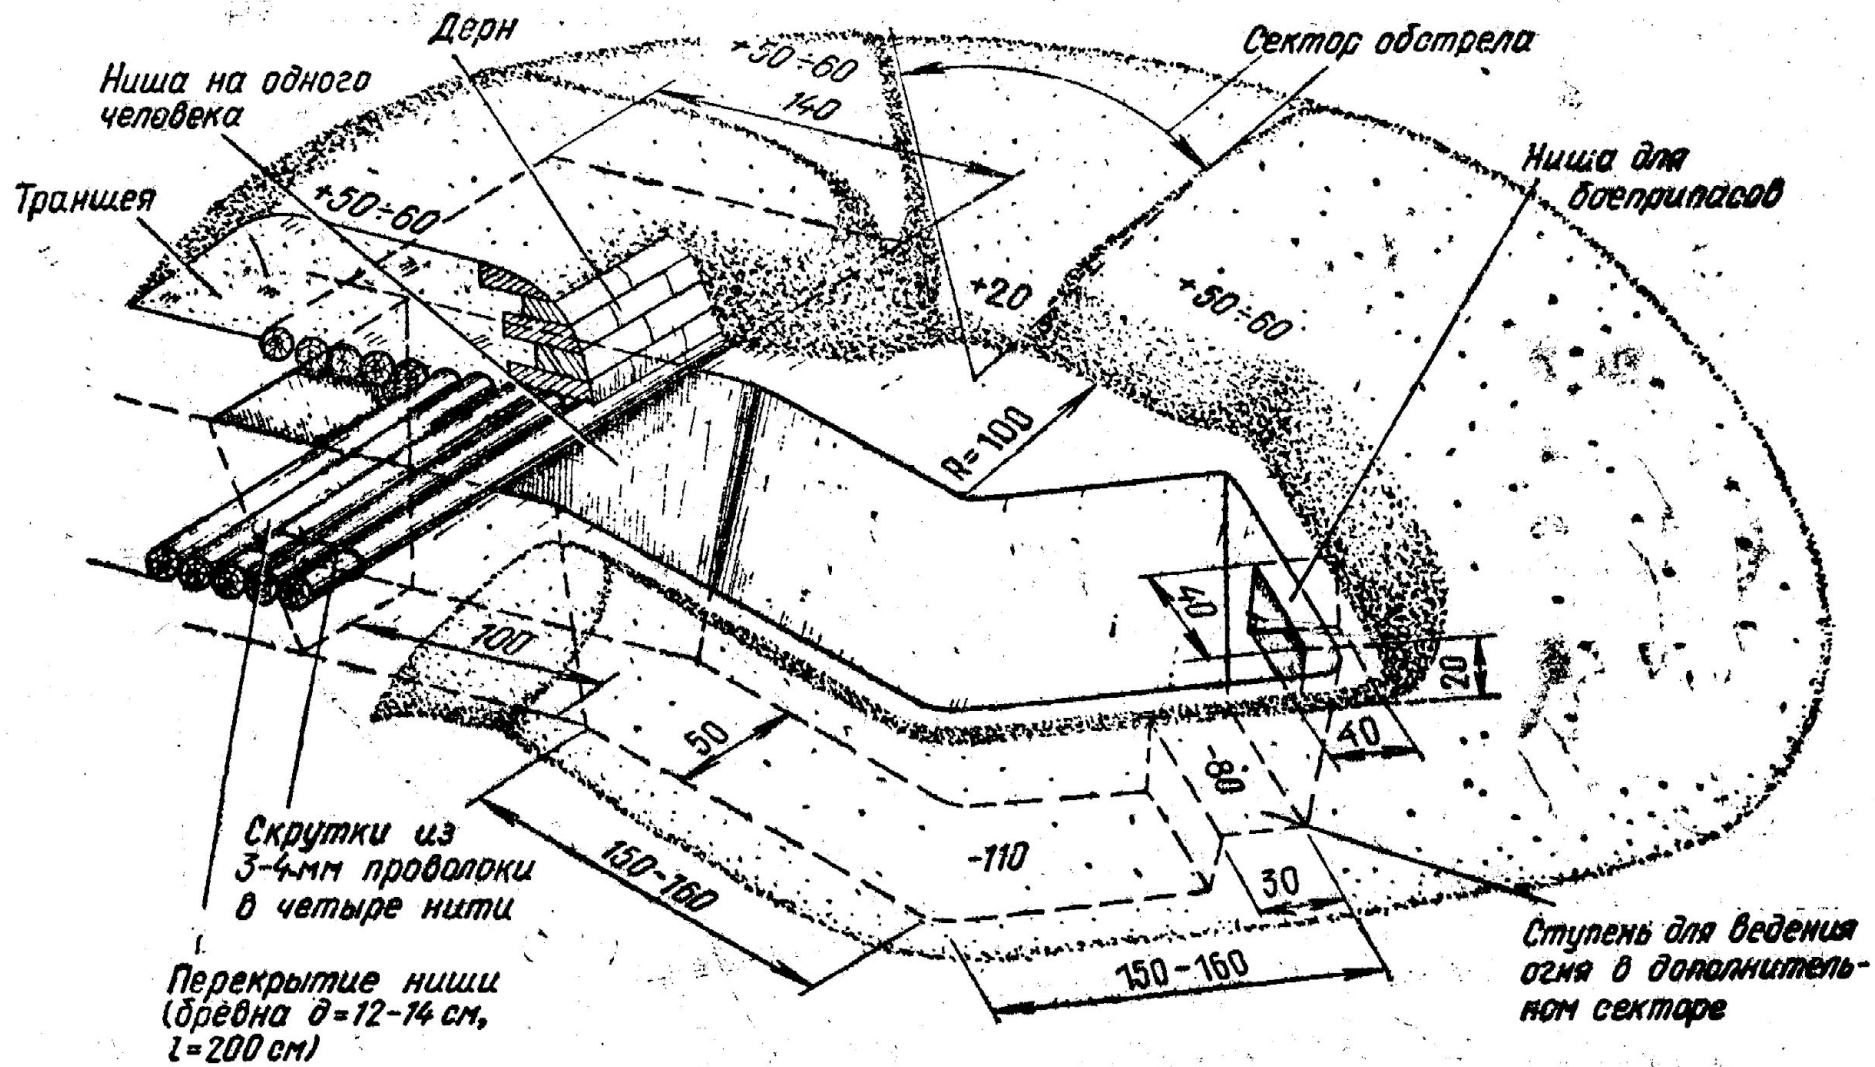 Дерн
Ниша на одного
человека
Траншея
Сектор обстрела
Ниша для
боеприпасов
+50÷60
140
+50÷60
+20
+50÷60
R=100
40
20
40
100
50
-80
-110
30
150-160
150-160
Скрутки из
3-4мм проволоки
в четыре нити
Перекрытие ниши
(бревна d=12-14 см,
l=200 см)
Ступень для ведения
огня в дополнитель-
ном секторе